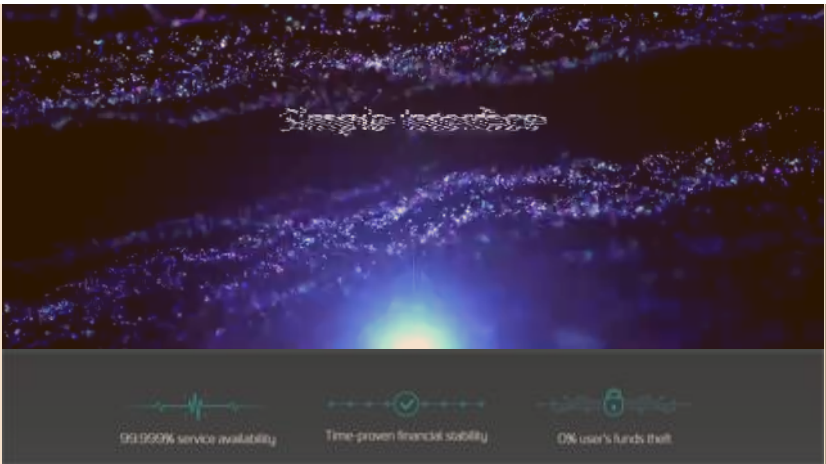 Simple interface
99.999% service availability
Time-proven financial stability
0% user's funds theft